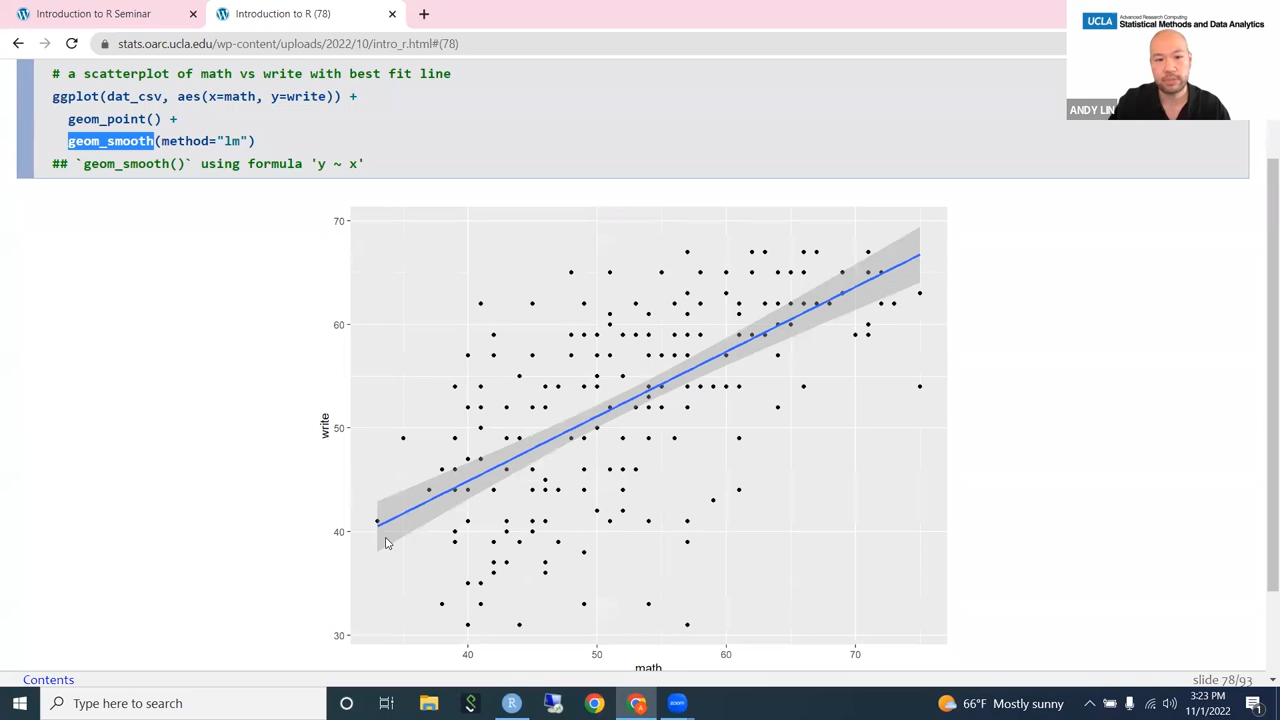 Introduction to R Seminar
Introduction to R (78)
stats.oarc.ucla.edu/wp-content/uploads/2022/10/intro_r.html#(78)
UCLA Advanced Research Computing
Statistical Methods and Data Analytics
ANDY LIN
# a scatterplot of math vs write with best fit line
ggplot(dat_csv, aes(x=math, y=write)) +
geom_point() +
geom_smooth(method="lm")
## `geom_smooth()` using formula 'y ~ x'
70
60
50
40
30
write
40 50 60 70
math
Contents
slide 78/93
Type here to search
zoom
66°F Mostly sunny
3:23 PM
11/1/2022
1